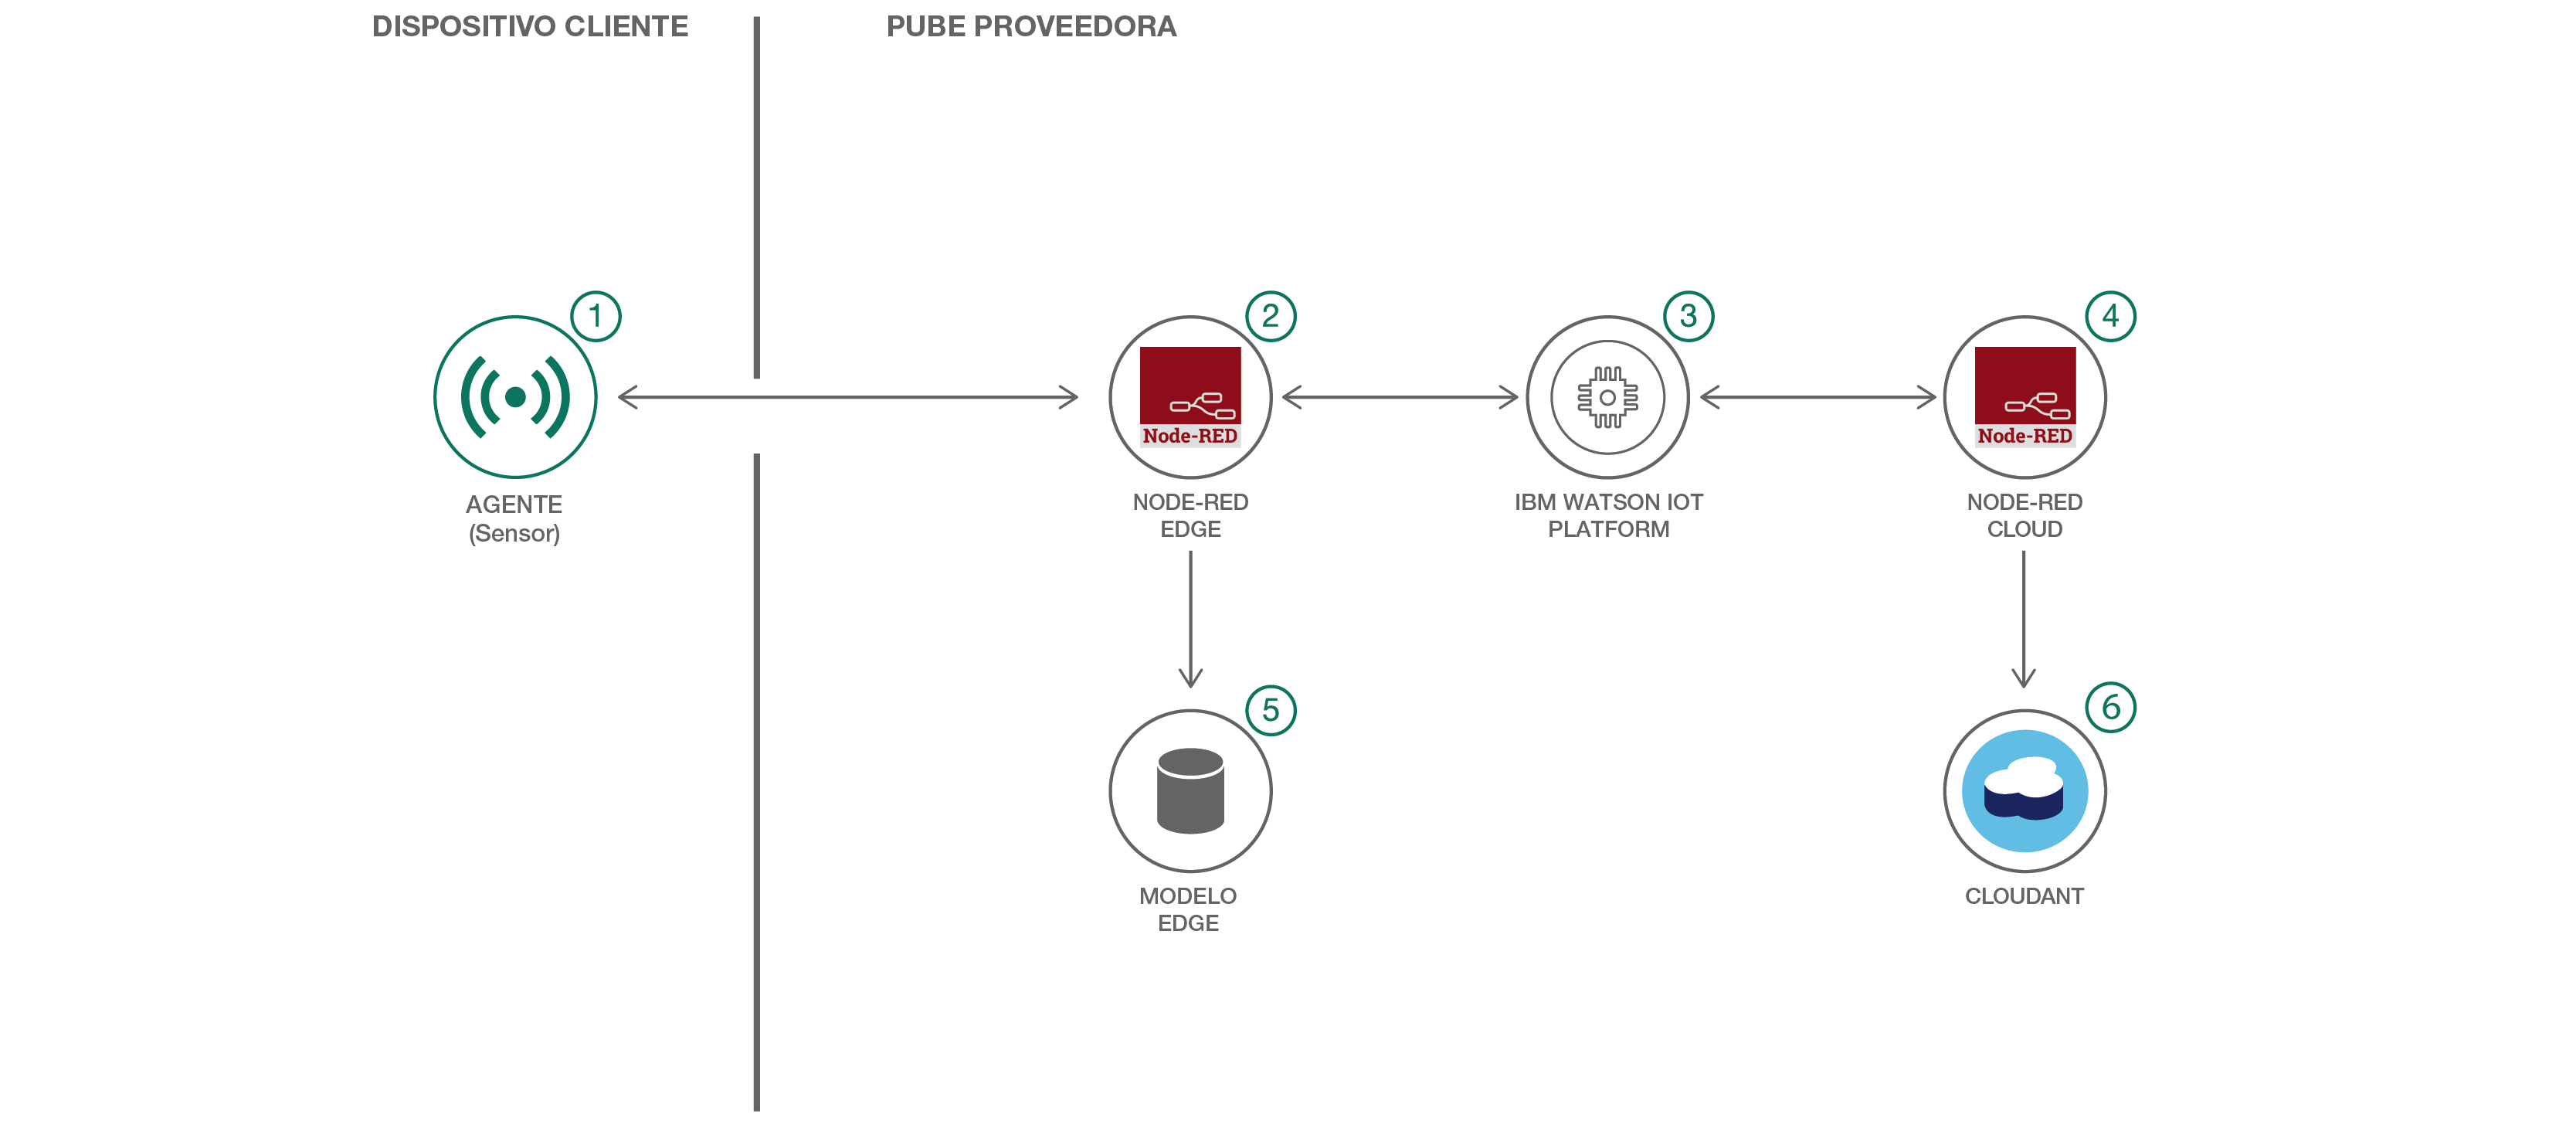 DISPOSITIVO CLIENTE
PUBE PROVEEDORA
1
AGENTE
(Sensor)
2
Node-RED
NODE-RED
EDGE
3
IBM WATSON IOT
PLATFORM
4
Node-RED
NODE-RED
CLOUD
5
MODELO
EDGE
6
CLOUDANT